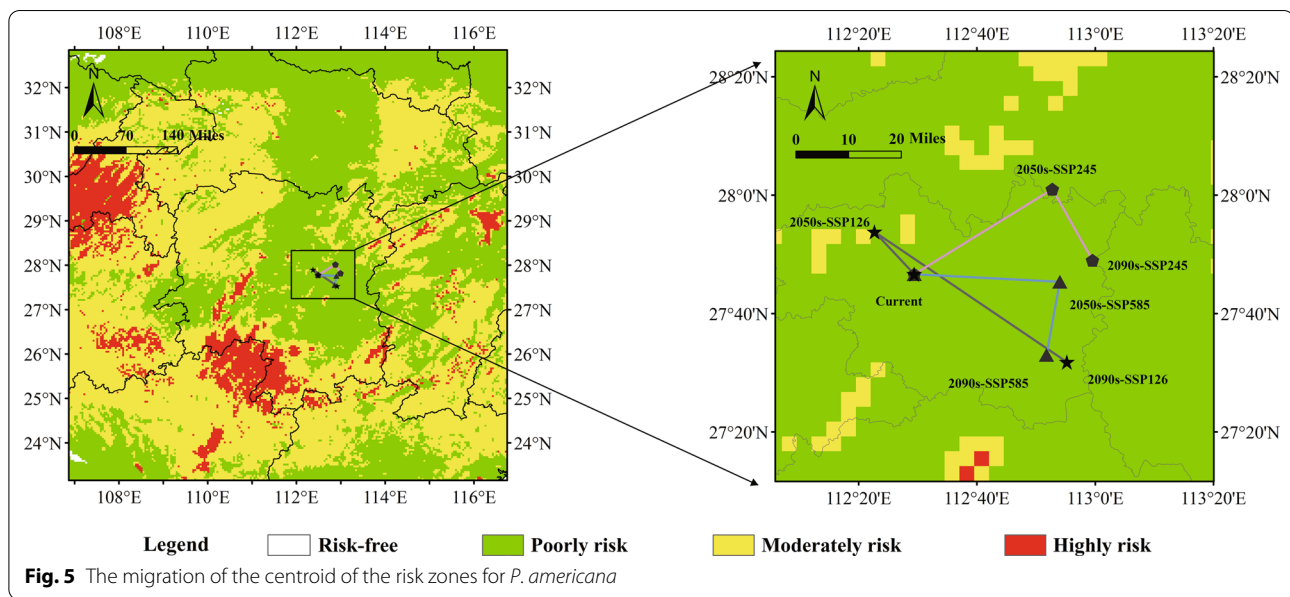 108°E 110°E 112°E 114°E 116°E
112°20'E 112°40'E 113°0'E 113°20'E
32°N 32°N
31°N 31°N
30°N 30°N
29°N 29°N
28°N 28°N
27°N 27°N
26°N 26°N
25°N 25°N
24°N 24°N
N
0 70 140 Miles
108°E 110°E 112°E 114°E 116°E
28°20'N 28°20'N
28°0'N 28°0'N
27°40'N 27°40'N
27°20'N 27°20'N
N
0 10 20 Miles
2050s-SSP245
2050s-SSP126
2090s-SSP245
Current
2050s-SSP585
2090s-SSP585
2090s-SSP126
112°20'E 112°40'E 113°0'E 113°20'E
Legend Risk-free Poorly risk Moderately risk Highly risk
Fig. 5 The migration of the centroid of the risk zones for P. americana